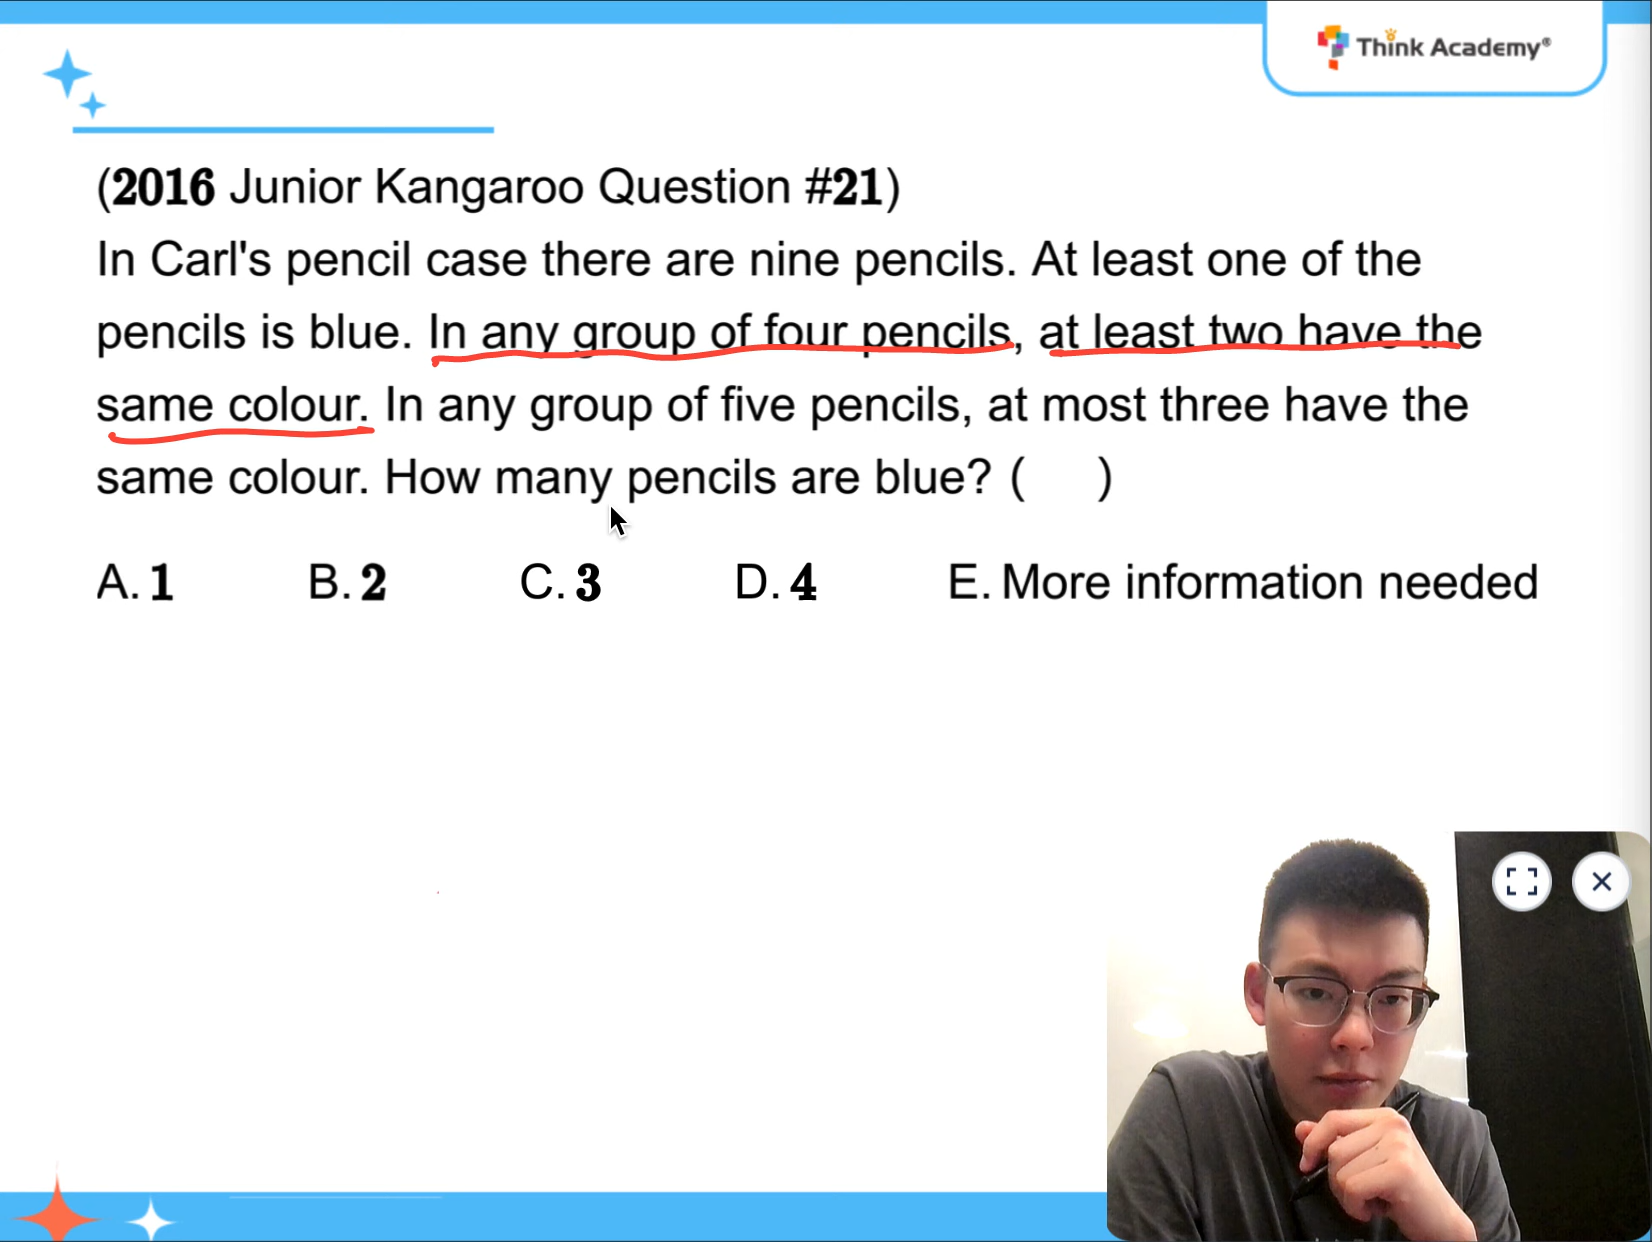 Think Academy®
(2016 Junior Kangaroo Question #21)
In Carl's pencil case there are nine pencils. At least one of the
pencils is blue. In any group of four pencils, at least two have the
same colour. In any group of five pencils, at most three have the
same colour. How many pencils are blue? ( )
A. 1 B. 2 C. 3 D. 4 E. More information needed